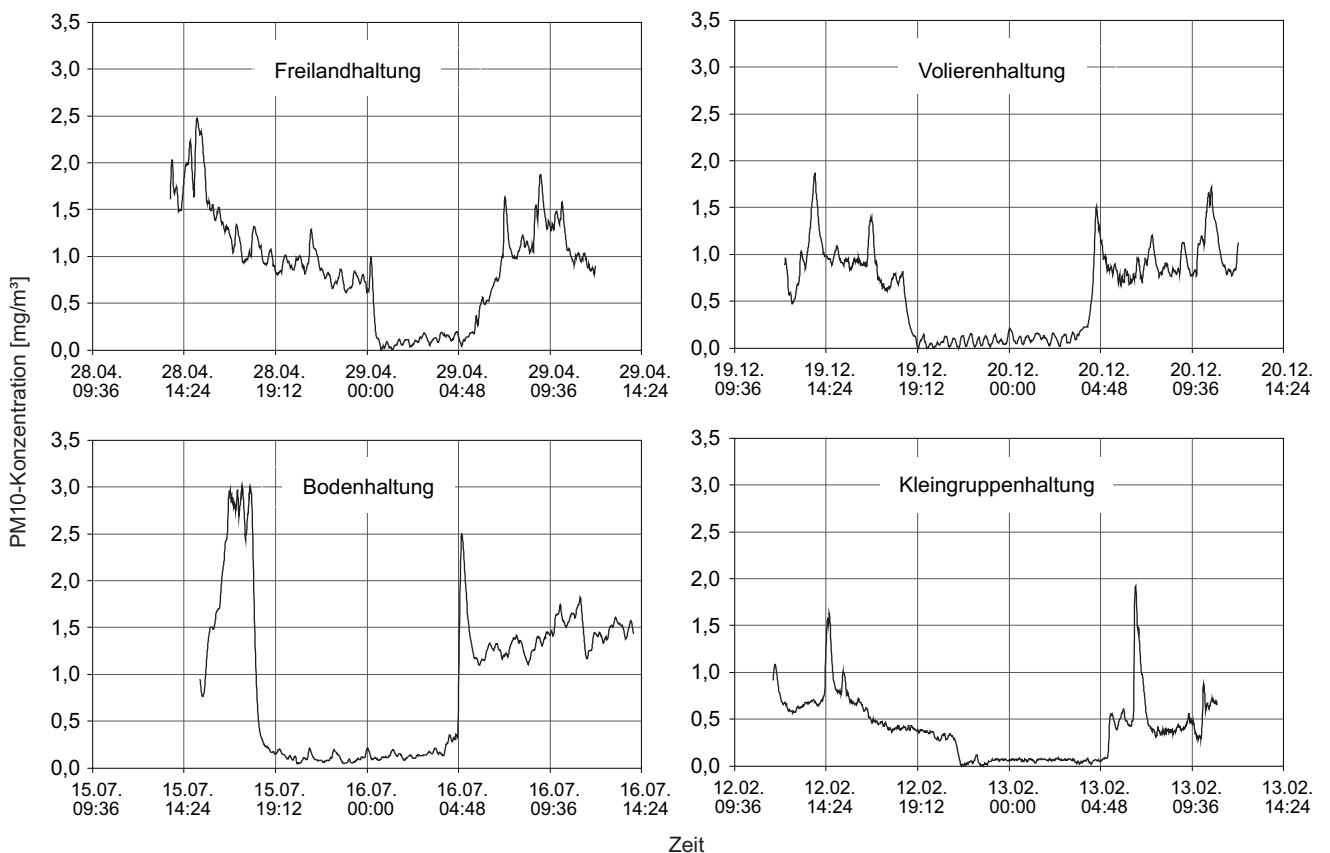 PM10-Konzentration [mg/m³]
Freilandhaltung
3,5
3,0
2,5
2,0
1,5
1,0
0,5
0,0
28.04. 28.04. 28.04. 29.04. 29.04. 29.04. 29.04.
09:36 14:24 19:12 00:00 04:48 09:36 14:24
Volierenhaltung
3,5
3,0
2,5
2,0
1,5
1,0
0,5
0,0
19.12. 19.12. 19.12. 20.12. 20.12. 20.12. 20.12.
09:36 14:24 19:12 00:00 04:48 09:36 14:24
Bodenhaltung
3,5
3,0
2,5
2,0
1,5
1,0
0,5
0,0
15.07. 15.07. 15.07. 16.07. 16.07. 16.07. 16.07.
09:36 14:24 19:12 00:00 04:48 09:36 14:24
Kleingruppenhaltung
3,5
3,0
2,5
2,0
1,5
1,0
0,5
0,0
12.02. 12.02. 12.02. 13.02. 13.02. 13.02. 13.02.
09:36 14:24 19:12 00:00 04:48 09:36 14:24
Zeit